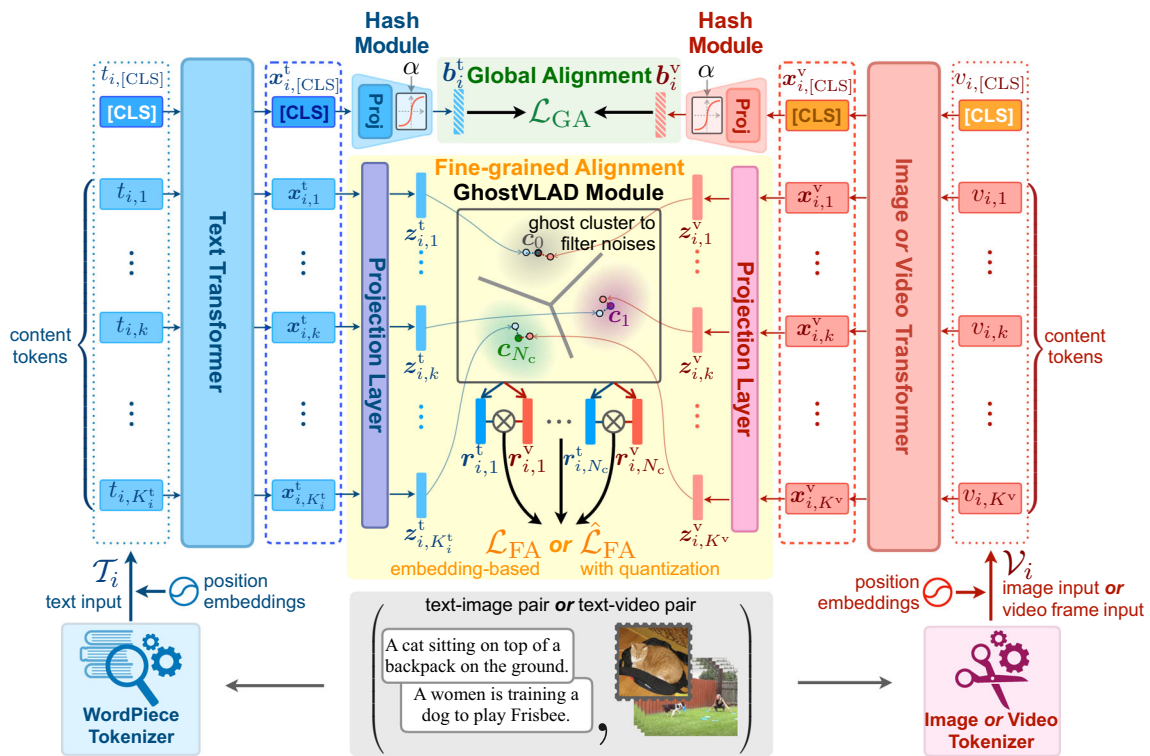 Hash
Module
Hash
Module
t_{i,[CLS]}
x^t_{i,[CLS]}
α
b^t_i
Global Alignment
b^v_i
α
x^v_{i,[CLS]}
v_{i,[CLS]}
[CLS]
[CLS]
Proj
L_{GA}
Proj
[CLS]
[CLS]
Fine-grained Alignment
GhostVLAD Module
ghost cluster to
filter noises
t_{i,1}
x^t_{i,1}
z^t_{i,1}
c_0
z^v_{i,1}
x^v_{i,1}
v_{i,1}
Text Transformer
Projection Layer
Projection Layer
Image or Video Transformer
content
tokens
t_{i,k}
x^t_{i,k}
z^t_{i,k}
c_1
c_{N_c}
z^v_{i,k}
x^v_{i,k}
v_{i,k}
content
tokens
r^t_{i,1}
r^v_{i,1}
r^t_{i,N_c}
r^v_{i,N_c}
t_{i,K^t_i}
x^t_{i,K^t_i}
z^t_{i,K^t_i}
z^v_{i,K^v}
x^v_{i,K^v}
v_{i,K^v}
L_{FA} or \hat{L}_{FA}
embedding-based
with quantization
T_i
text input
position
embeddings
position
embeddings
V_i
image input or
video frame input
text-image pair or text-video pair
A cat sitting on top of a
backpack on the ground.
A women is training a
dog to play Frisbee.
,
WordPiece
Tokenizer
Image or Video
Tokenizer